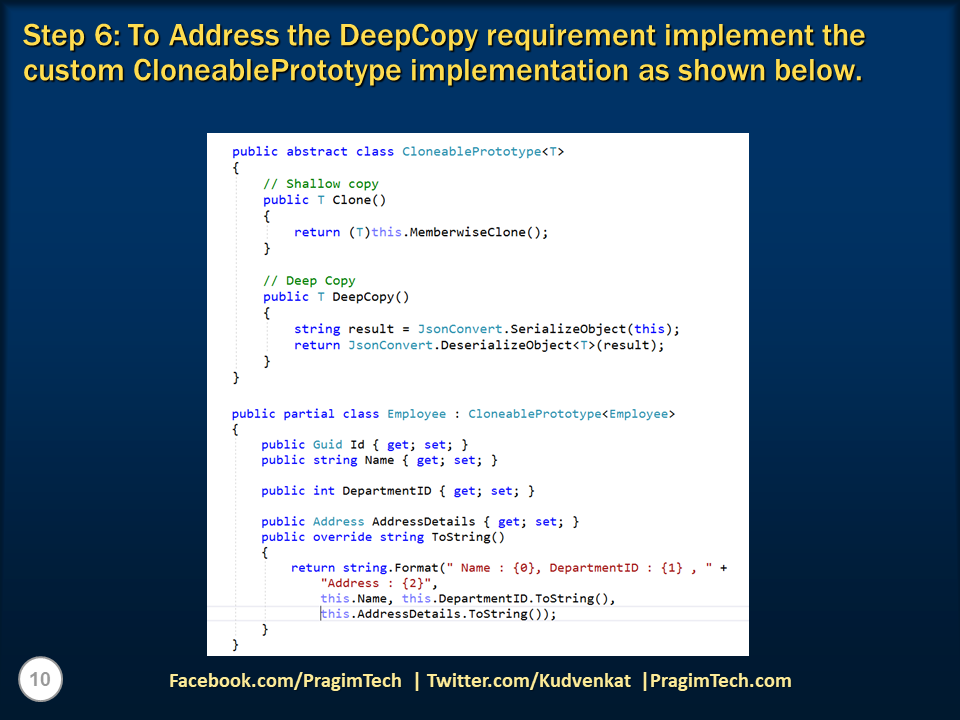 Step 6: To Address the DeepCopy requirement implement the
custom CloneablePrototype implementation as shown below.
public abstract class CloneablePrototype<T>
{
// Shallow copy
public T Clone()
{
return (T)this.MemberwiseClone();
}
// Deep Copy
public T DeepCopy()
{
string result = JsonConvert.SerializeObject(this);
return JsonConvert.DeserializeObject<T>(result);
}
}
public partial class Employee : CloneablePrototype<Employee>
{
public Guid Id { get; set; }
public string Name { get; set; }
public int DepartmentID { get; set; }
public Address AddressDetails { get; set; }
public override string ToString()
{
return string.Format(" Name : {0}, DepartmentID : {1} , " +
"Address : {2}",
this.Name, this.DepartmentID.ToString(),
this.AddressDetails.ToString());
}
}
10
Facebook.com/PragimTech | Twitter.com/Kudvenkat |PragimTech.com